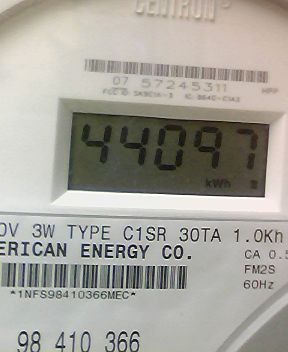 CENTRON
07 57245311
44097
kWh
0V 3W TYPE C1SR 30TA 1.0Kh
ERICAN ENERGY CO.
CA 0.5
FM2S
60Hz
*1NFS98410366MEC*
98 410 366